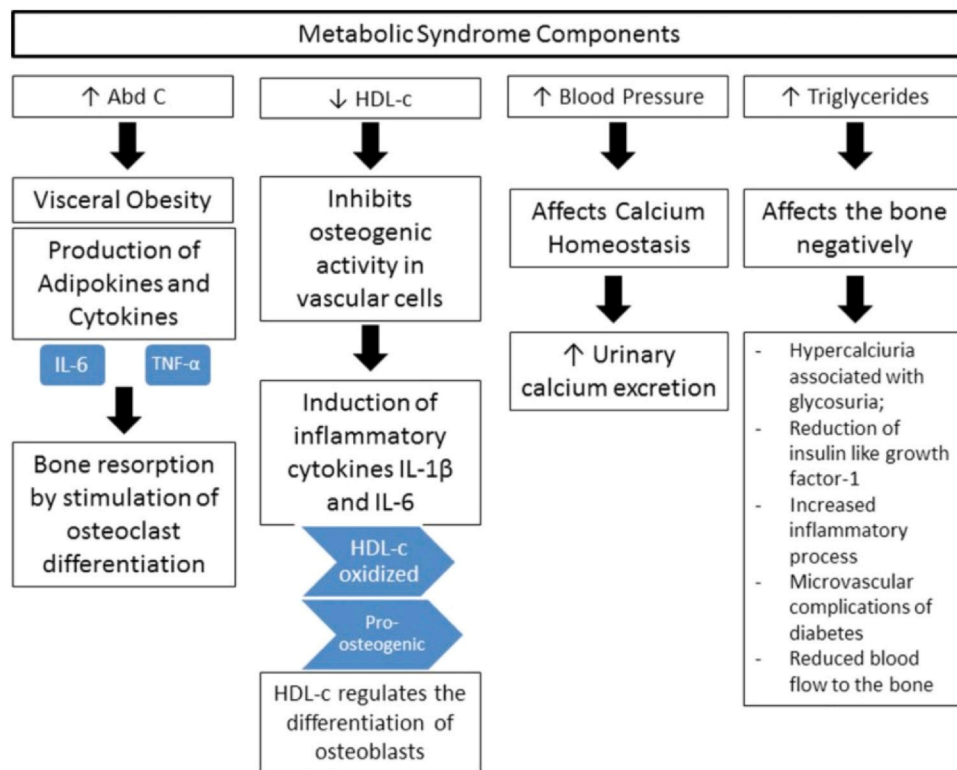 Metabolic Syndrome Components
↑ Abd C
Visceral Obesity
Production of
Adipokines and
Cytokines
IL-6
TNF-α
Bone resorption
by stimulation of
osteoclast
differentiation
↓ HDL-c
Inhibits
osteogenic
activity in
vascular cells
Induction of
inflammatory
cytokines IL-1β
and IL-6
HDL-c
oxidized
Pro-
osteogenic
HDL-c regulates the
differentiation of
osteoblasts
↑ Blood Pressure
Affects Calcium
Homeostasis
↑ Urinary
calcium excretion
↑ Triglycerides
Affects the bone
negatively
- Hypercalciuria
associated with
glycosuria;
- Reduction of
insulin like growth
factor-1
- Increased
inflammatory
process
- Microvascular
complications of
diabetes
- Reduced blood
flow to the bone